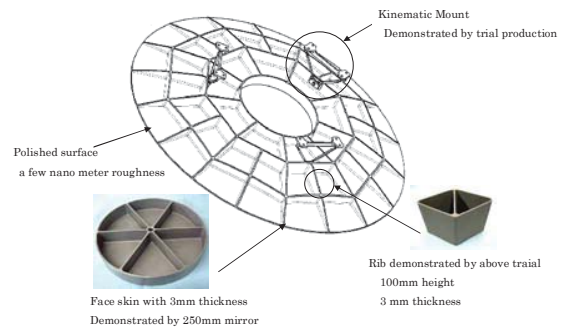 Kinematic Mount
Demonstrated by trial production
Polished surface
a few nano meter roughness
Rib demonstrated by above traial
100mm height
3 mm thickness
Face skin with 3mm thickness
Demonstrated by 250mm mirror